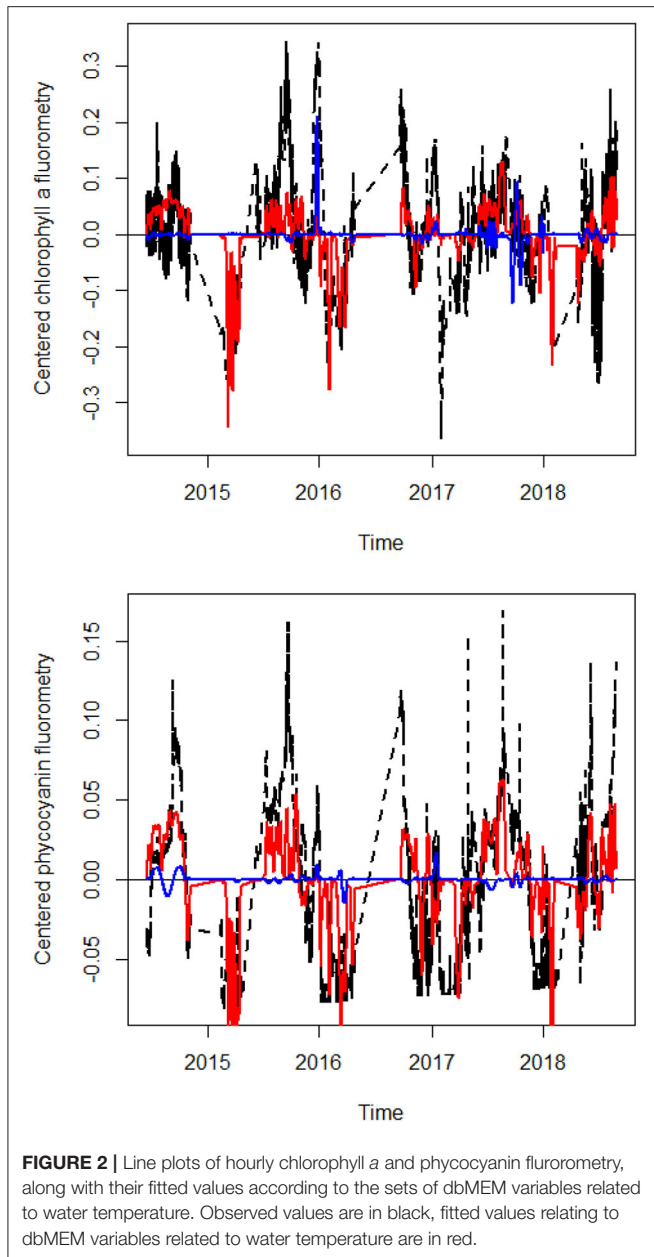 Centered chlorophyll a fluorometry
0.3
0.2
0.1
0.0
-0.1
-0.2
-0.3
2015 2016 2017 2018
Time
Centered phycocyanin fluorometry
0.15
0.10
0.05
0.00
-0.05
2015 2016 2017 2018
Time
FIGURE 2 | Line plots of hourly chlorophyll a and phycocyanin flurorometry,
along with their fitted values according to the sets of dbMEM variables related
to water temperature. Observed values are in black, fitted values relating to
dbMEM variables related to water temperature are in red.